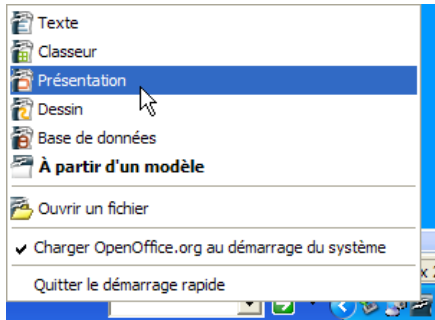 Texte
Classeur
Présentation
Dessin
Base de données
À partir d'un modèle
Ouvrir un fichier
Charger OpenOffice.org au démarrage du système
Quitter le démarrage rapide